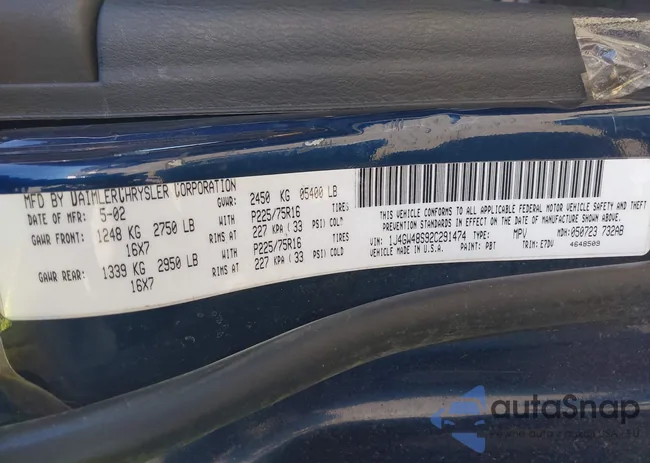 MFD BY DAIMLERCHRYSLER CORPORATION
DATE OF MFR: 5-02
GVWR: 2450 KG 05400 LB
GAWR FRONT: 1248 KG 2750 LB WITH P225/75R16 TIRES
16X7 RIMS AT 227 KPA ( 33 PSI) COLD
GAWR REAR: 1339 KG 2950 LB WITH P225/75R16 TIRES
16X7 RIMS AT 227 KPA ( 33 PSI) COLD
THIS VEHICLE CONFORMS TO ALL APPLICABLE FEDERAL MOTOR VEHICLE SAFETY AND THEFT
PREVENTION STANDARDS IN EFFECT ON THE DATE OF MANUFACTURE SHOWN ABOVE.
VIN: 1J4GW48S92C291474 TYPE: MPV MDH: 050723 732AB
VEHICLE MADE IN U.S.A. PAINT: PBT TRIM: E7DV 4648509
autoSnap